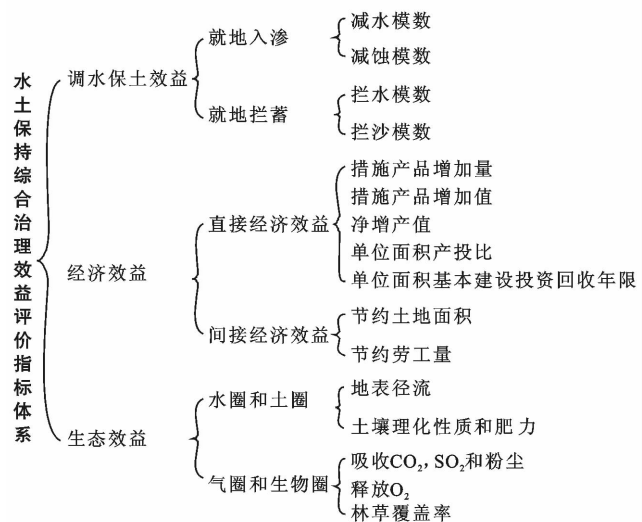 水土保持综合治理效益评价指标体系
调水保土效益
就地入渗
减水模数
减蚀模数
就地拦蓄
拦水模数
拦沙模数
经济效益
直接经济效益
措施产品增加量
措施产品增加值
净增产值
单位面积产投比
单位面积基本建设投资回收年限
间接经济效益
节约土地面积
节约劳工量
生态效益
水圈和土圈
地表径流
土壤理化性质和肥力
气圈和生物圈
吸收CO₂,SO₂和粉尘
释放O₂
林草覆盖率